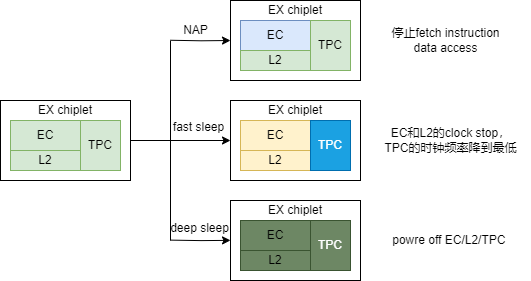 EX chiplet
EC
L2
TPC
NAP
EX chiplet
EC
L2
TPC
停止fetch instruction
data access
fast sleep
EX chiplet
EC
L2
TPC
EC和L2的clock stop，
TPC的时钟频率降到最低
deep sleep
EX chiplet
EC
L2
TPC
powre off EC/L2/TPC